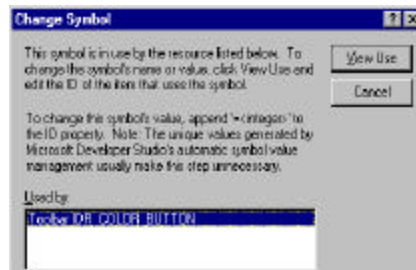 Change Symbol
This symbol is in use by the resource listed below. To
change the symbol's name or value, click View Use and
edit the ID of the item that uses the symbol.
View Use
Cancel
To change this symbol's value, append '=<integer>' to
the ID property. Note: The unique values generated by
Microsoft Developer Studio's automatic symbol value
management usually make this step unnecessary.
Used by:
Toolbar IDR_COLOR_BUTTON